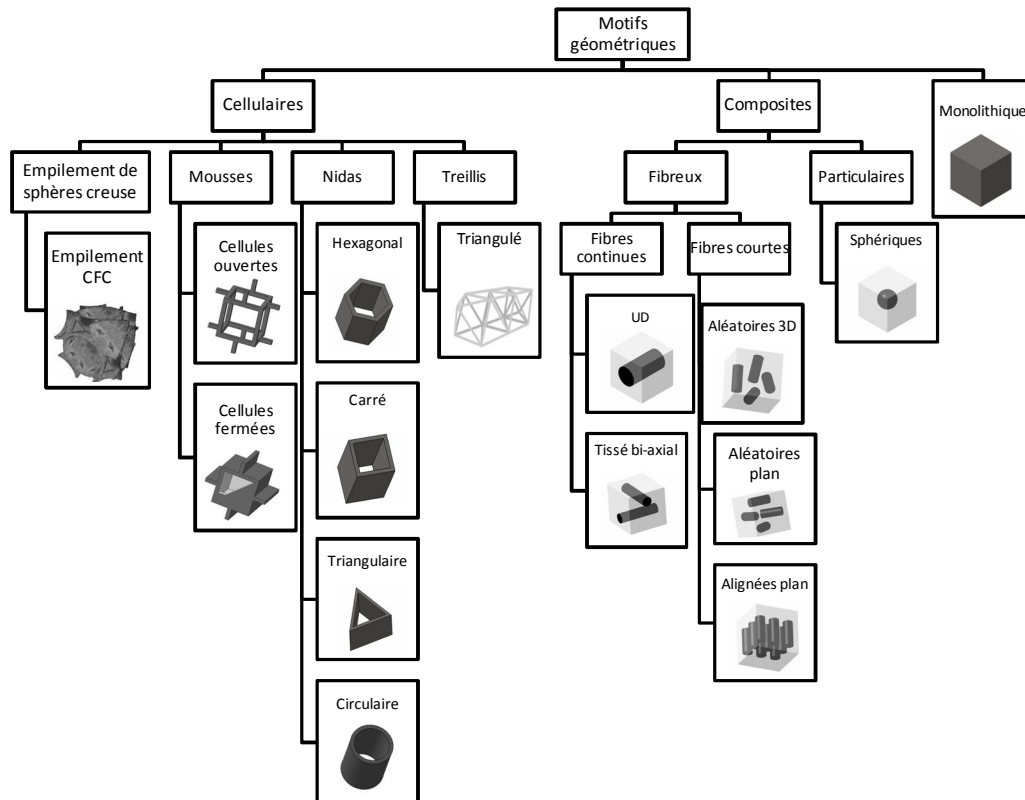 Motifs
géométriques
Cellulaires
Composites
Monolithique
Empilement de
sphères creuse
Mousses
Nidas
Treillis
Fibreux
Particulaires
Empilement
CFC
Cellules
ouvertes
Hexagonal
Triangulé
Fibres
continues
Fibres courtes
Sphériques
UD
Aléatoires 3D
Cellules
fermées
Carré
Tissé bi-axial
Aléatoires
plan
Triangulaire
Alignées plan
Circulaire